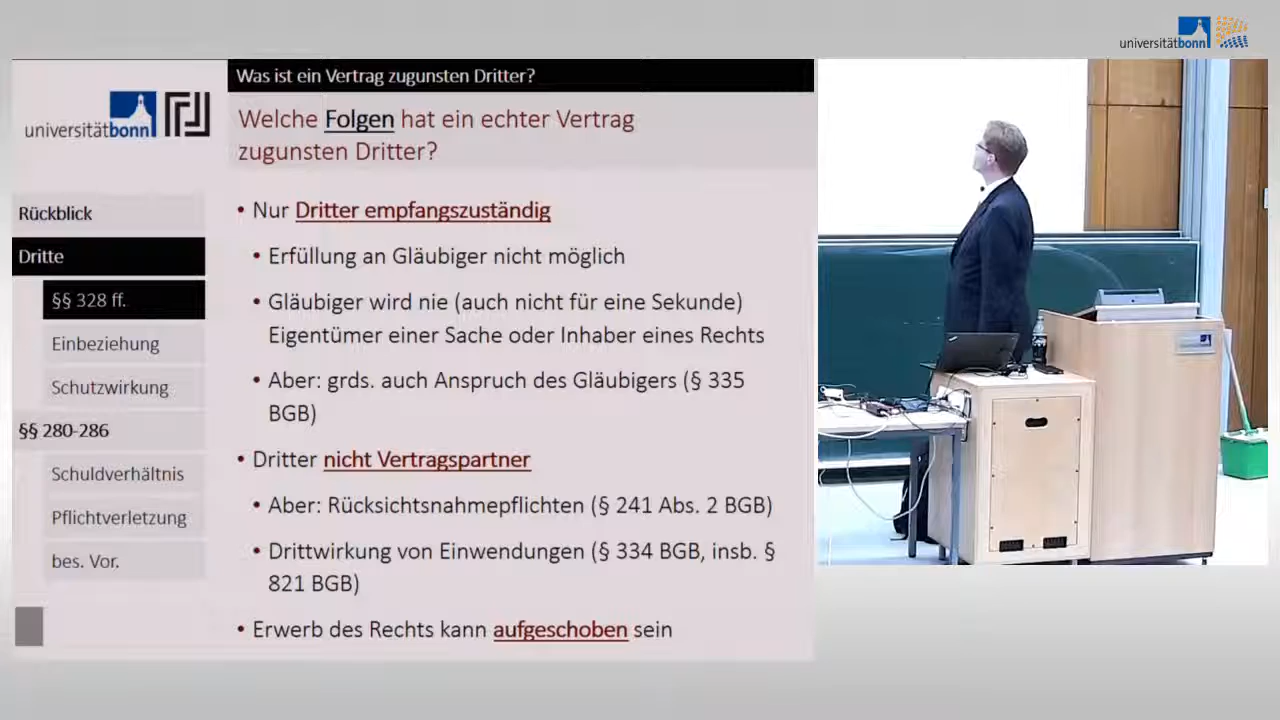 universitätbonn
Was ist ein Vertrag zugunsten Dritter?
universitätbonn
Welche Folgen hat ein echter Vertrag
zugunsten Dritter?
Rückblick
Dritte
§§ 328 ff.
Einbeziehung
Schutzwirkung
§§ 280-286
Schuldverhältnis
Pflichtverletzung
bes. Vor.
• Nur Dritter empfangszuständig
• Erfüllung an Gläubiger nicht möglich
• Gläubiger wird nie (auch nicht für eine Sekunde)
Eigentümer einer Sache oder Inhaber eines Rechts
• Aber: grds. auch Anspruch des Gläubigers (§ 335
BGB)
• Dritter nicht Vertragspartner
• Aber: Rücksichtsnahmepflichten (§ 241 Abs. 2 BGB)
• Drittwirkung von Einwendungen (§ 334 BGB, insb. §
821 BGB)
• Erwerb des Rechts kann aufgeschoben sein